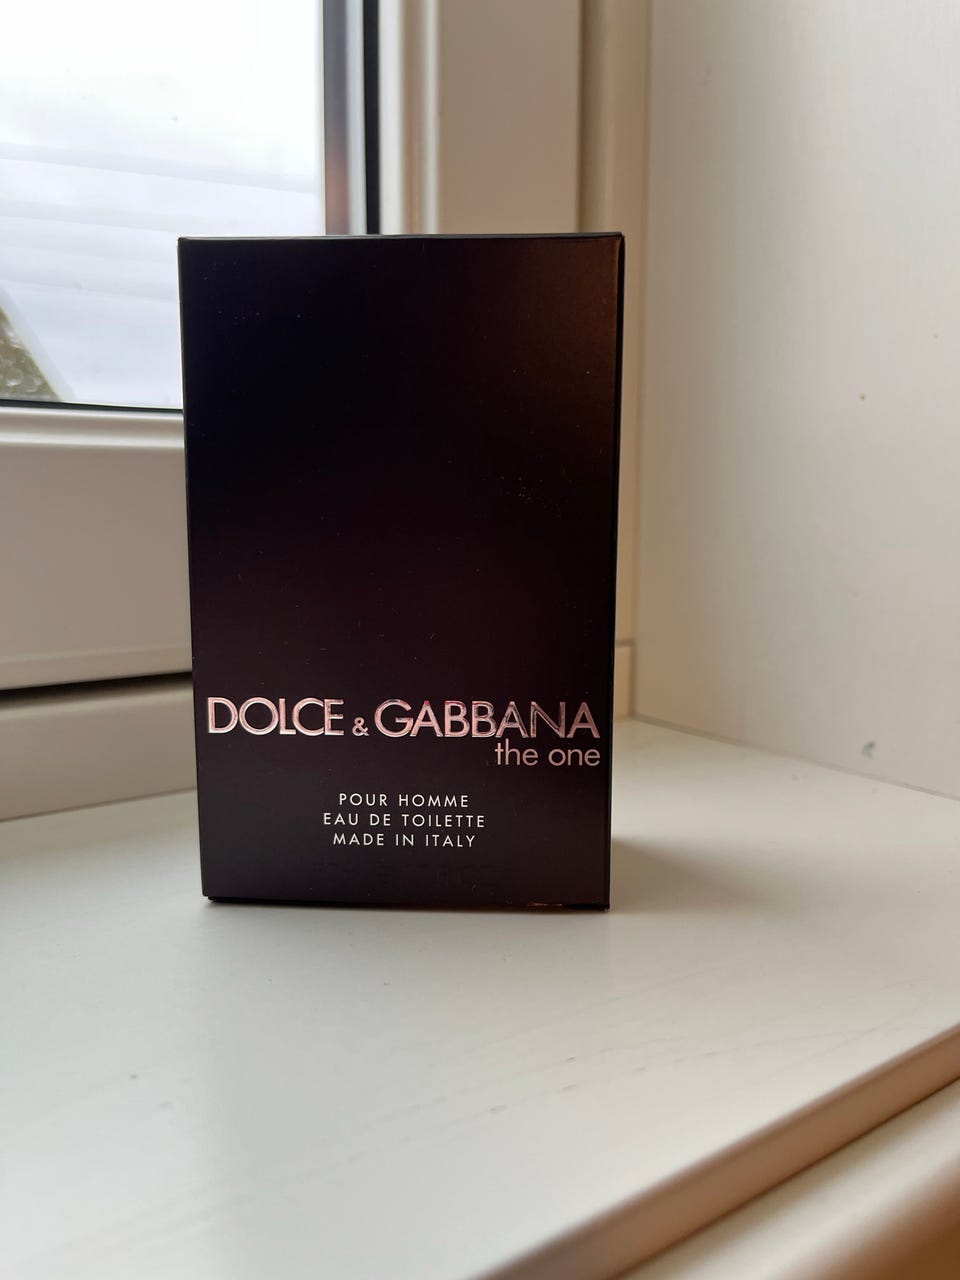 DOLCE & GABBANA
the one
POUR HOMME
EAU DE TOILETTE
MADE IN ITALY